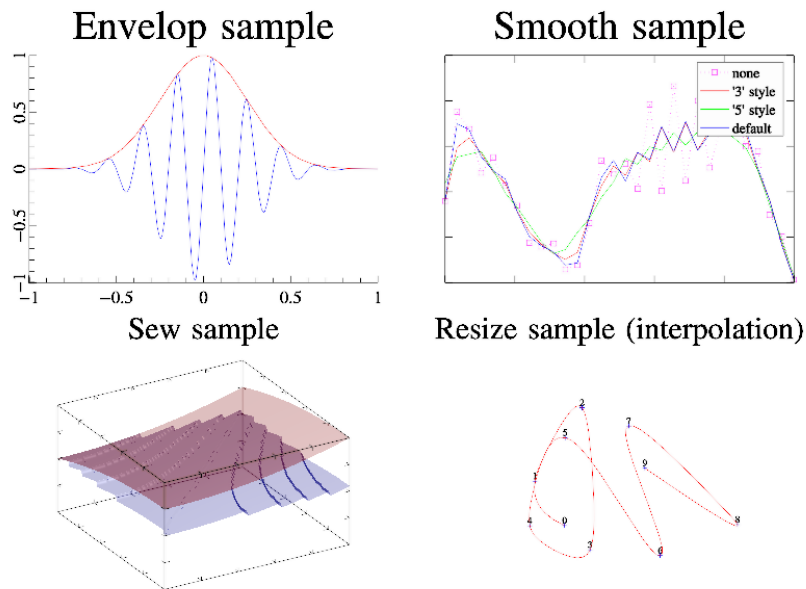 Envelop sample
Smooth sample
1
0.5
0
−0.5
−1
−1
−0.5
0
0.5
1
none
'3' style
'5' style
default
Sew sample
Resize sample (interpolation)
2
7
5
9
1
4
0
8
3
6